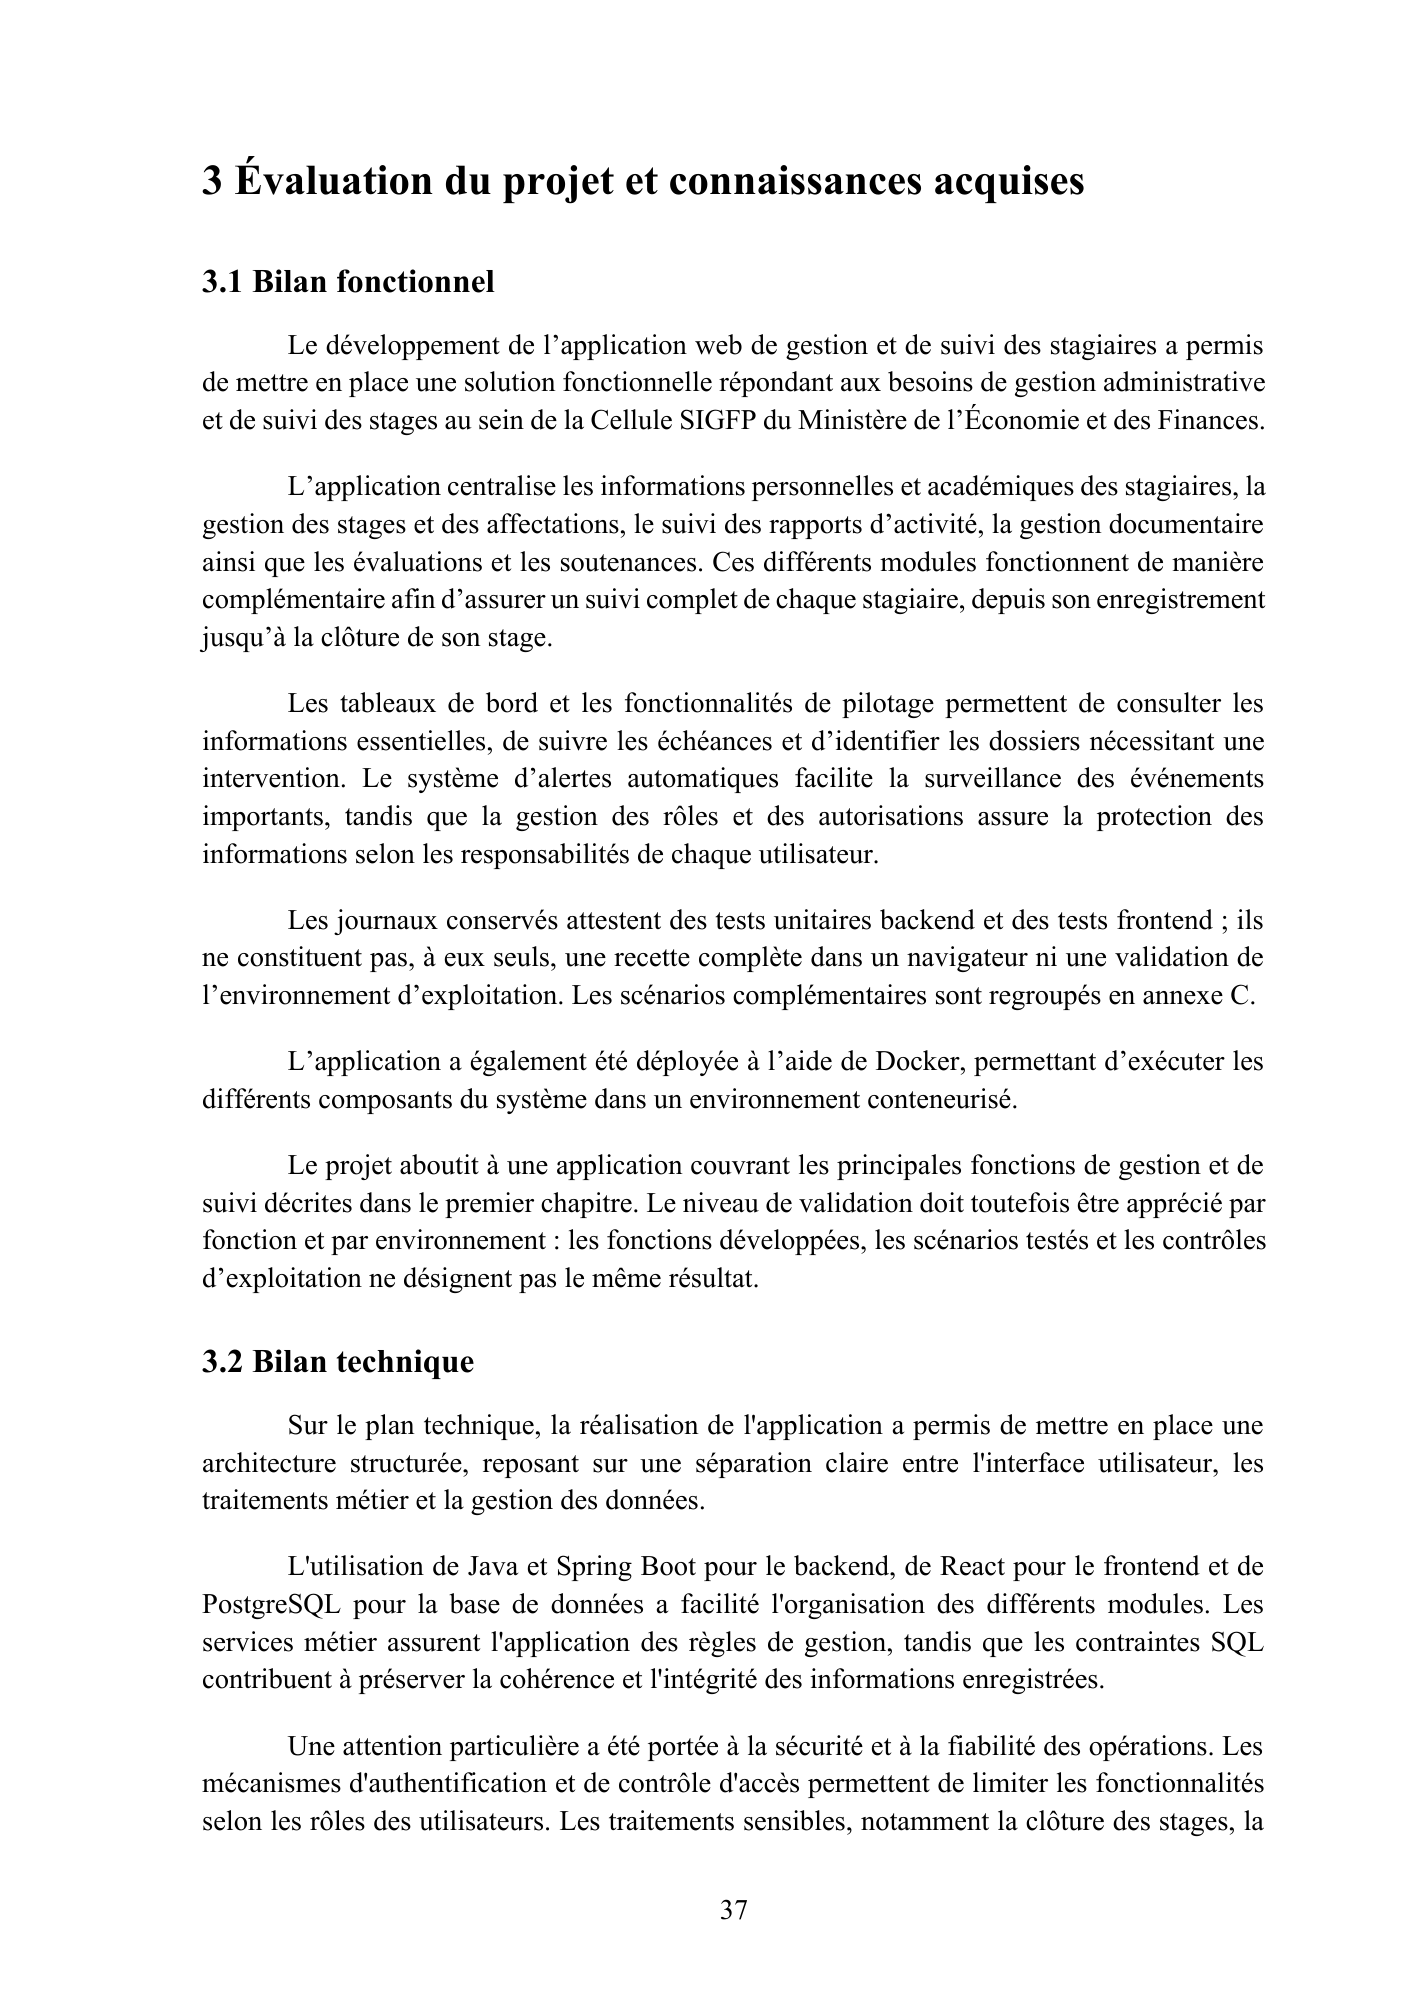 3 Évaluation du projet et connaissances acquises
3.1 Bilan fonctionnel
Le développement de l’application web de gestion et de suivi des stagiaires a permis
de mettre en place une solution fonctionnelle répondant aux besoins de gestion administrative
et de suivi des stages au sein de la Cellule SIGFP du Ministère de l’Économie et des Finances.
L’application centralise les informations personnelles et académiques des stagiaires, la
gestion des stages et des affectations, le suivi des rapports d’activité, la gestion documentaire
ainsi que les évaluations et les soutenances. Ces différents modules fonctionnent de manière
complémentaire afin d’assurer un suivi complet de chaque stagiaire, depuis son enregistrement
jusqu’à la clôture de son stage.
Les tableaux de bord et les fonctionnalités de pilotage permettent de consulter les
informations essentielles, de suivre les échéances et d’identifier les dossiers nécessitant une
intervention. Le système d’alertes automatiques facilite la surveillance des événements
importants, tandis que la gestion des rôles et des autorisations assure la protection des
informations selon les responsabilités de chaque utilisateur.
Les journaux conservés attestent des tests unitaires backend et des tests frontend ; ils
ne constituent pas, à eux seuls, une recette complète dans un navigateur ni une validation de
l’environnement d’exploitation. Les scénarios complémentaires sont regroupés en annexe C.
L’application a également été déployée à l’aide de Docker, permettant d’exécuter les
différents composants du système dans un environnement conteneurisé.
Le projet aboutit à une application couvrant les principales fonctions de gestion et de
suivi décrites dans le premier chapitre. Le niveau de validation doit toutefois être apprécié par
fonction et par environnement : les fonctions développées, les scénarios testés et les contrôles
d’exploitation ne désignent pas le même résultat.
3.2 Bilan technique
Sur le plan technique, la réalisation de l'application a permis de mettre en place une
architecture structurée, reposant sur une séparation claire entre l'interface utilisateur, les
traitements métier et la gestion des données.
L'utilisation de Java et Spring Boot pour le backend, de React pour le frontend et de
PostgreSQL pour la base de données a facilité l'organisation des différents modules. Les
services métier assurent l'application des règles de gestion, tandis que les contraintes SQL
contribuent à préserver la cohérence et l'intégrité des informations enregistrées.
Une attention particulière a été portée à la sécurité et à la fiabilité des opérations. Les
mécanismes d'authentification et de contrôle d'accès permettent de limiter les fonctionnalités
selon les rôles des utilisateurs. Les traitements sensibles, notamment la clôture des stages, la
37